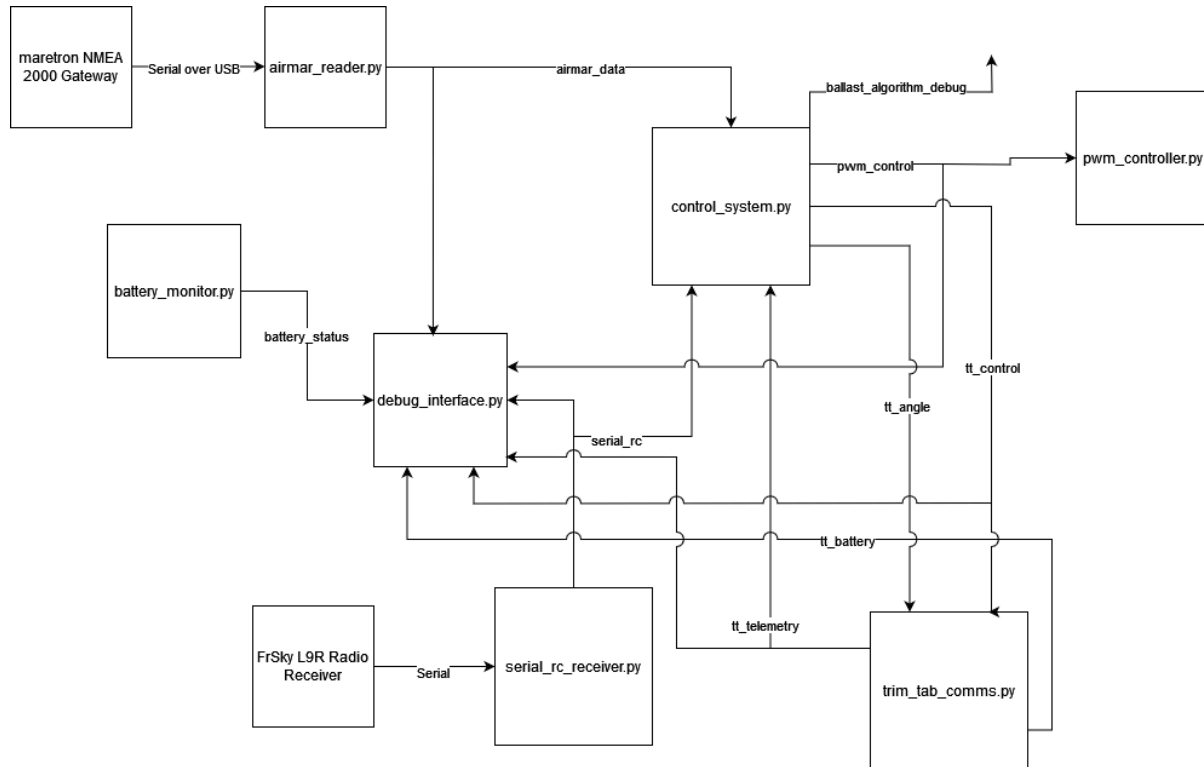 maretron NMEA
2000 Gateway
Serial over USB
airmar_reader.py
airmar_data
ballast_algorithm_debug
pwm_control
pwm_controller.py
control_system.py
battery_monitor.py
battery_status
debug_interface.py
tt_control
tt_angle
serial_rc
tt_battery
tt_telemetry
FrSky L9R Radio
Receiver
Serial
serial_rc_receiver.py
trim_tab_comms.py